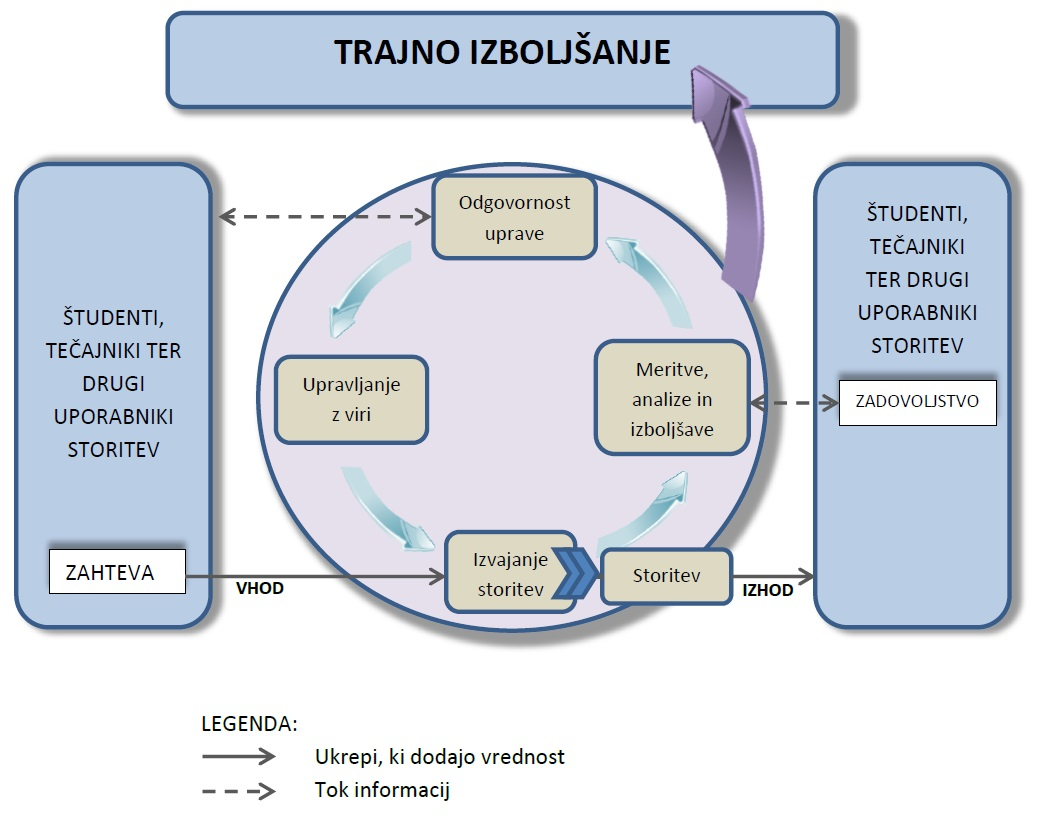 TRAJNO IZBOLJŠANJE
ŠTUDENTI,
TEČAJNIKI TER
DRUGI
UPORABNIKI
STORITEV
ZAHTEVA
VHOD
Odgovornost
uprave
Upravljanje
z viri
Meritve,
analize in
izboljšave
Izvajanje
storitev
Storitev
IZHOD
ŠTUDENTI,
TEČAJNIKI
TER DRUGI
UPORABNIKI
STORITEV
ZADOVOLJSTVO
LEGENDA:
Ukrepi, ki dodajo vrednost
Tok informacij